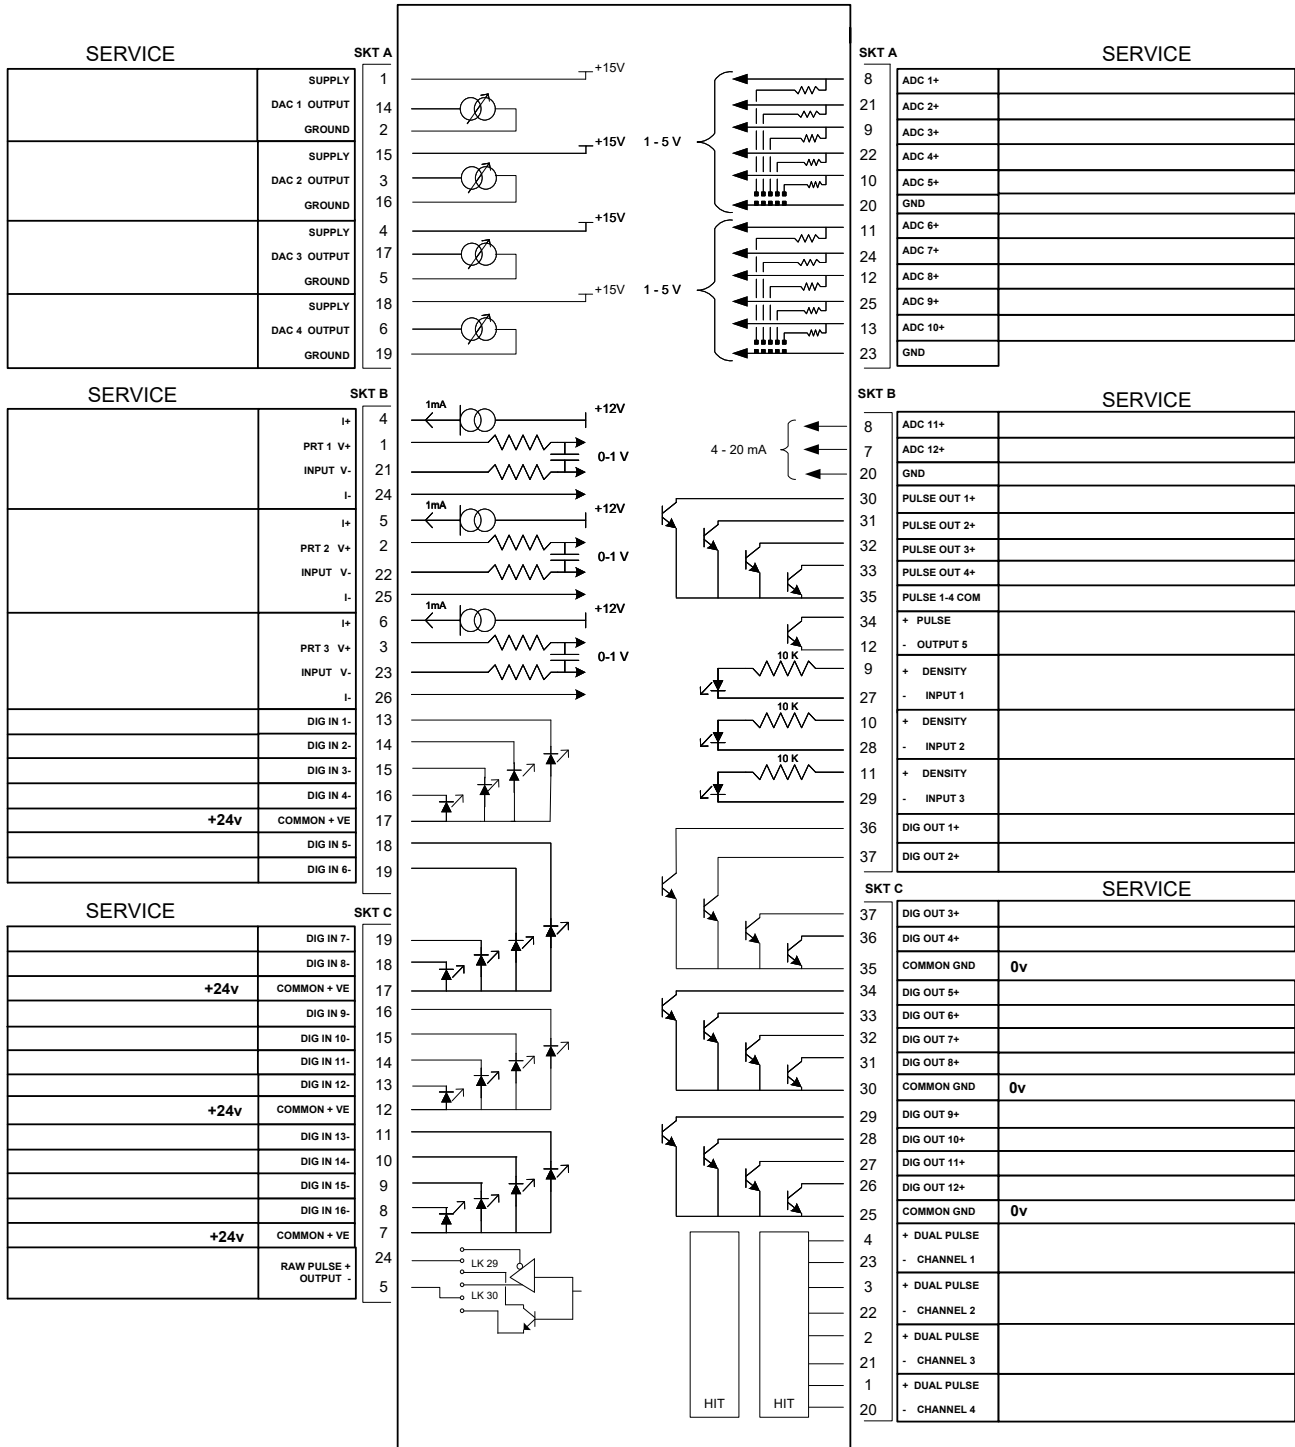 SERVICE
SKT A
SUPPLY 1 +15V
DAC 1 OUTPUT 14
GROUND 2
SUPPLY 15 +15V
DAC 2 OUTPUT 3
GROUND 16
SUPPLY 4 +15V
DAC 3 OUTPUT 17
GROUND 5
SUPPLY 18 +15V
DAC 4 OUTPUT 6
GROUND 19
SERVICE
SKT B
I+ 4 1mA +12V
PRT 1 V+ 1
0-1 V
INPUT V- 21
I- 24
I+ 5 1mA +12V
PRT 2 V+ 2
0-1 V
INPUT V- 22
I- 25
I+ 6 1mA +12V
PRT 3 V+ 3
0-1 V
INPUT V- 23
I- 26
DIG IN 1- 13
DIG IN 2- 14
DIG IN 3- 15
DIG IN 4- 16
+24v COMMON + VE 17
DIG IN 5- 18
DIG IN 6- 19
SERVICE
SKT C
DIG IN 7- 19
DIG IN 8- 18
+24v COMMON + VE 17
DIG IN 9- 16
DIG IN 10- 15
DIG IN 11- 14
DIG IN 12- 13
+24v COMMON + VE 12
DIG IN 13- 11
DIG IN 14- 10
DIG IN 15- 9
DIG IN 16- 8
+24v COMMON + VE 7
RAW PULSE + 24 LK 29
OUTPUT - 5 LK 30
SKT A
SERVICE
8 ADC 1+
21 ADC 2+
9 ADC 3+
1 - 5 V
22 ADC 4+
10 ADC 5+
20 GND
11 ADC 6+
24 ADC 7+
12 ADC 8+
1 - 5 V
25 ADC 9+
13 ADC 10+
23 GND
SKT B
SERVICE
8 ADC 11+
4 - 20 mA 7 ADC 12+
20 GND
30 PULSE OUT 1+
31 PULSE OUT 2+
32 PULSE OUT 3+
33 PULSE OUT 4+
35 PULSE 1-4 COM
34 + PULSE
12 - OUTPUT 5
10 K 9 + DENSITY
27 - INPUT 1
10 K 10 + DENSITY
28 - INPUT 2
10 K 11 + DENSITY
29 - INPUT 3
36 DIG OUT 1+
37 DIG OUT 2+
SKT C
SERVICE
37 DIG OUT 3+
36 DIG OUT 4+
35 COMMON GND 0v
34 DIG OUT 5+
33 DIG OUT 6+
32 DIG OUT 7+
31 DIG OUT 8+
30 COMMON GND 0v
29 DIG OUT 9+
28 DIG OUT 10+
27 DIG OUT 11+
26 DIG OUT 12+
25 COMMON GND 0v
4 + DUAL PULSE
23 - CHANNEL 1
3 + DUAL PULSE
22 - CHANNEL 2
2 + DUAL PULSE
21 - CHANNEL 3
1 + DUAL PULSE
20 - CHANNEL 4
HIT HIT